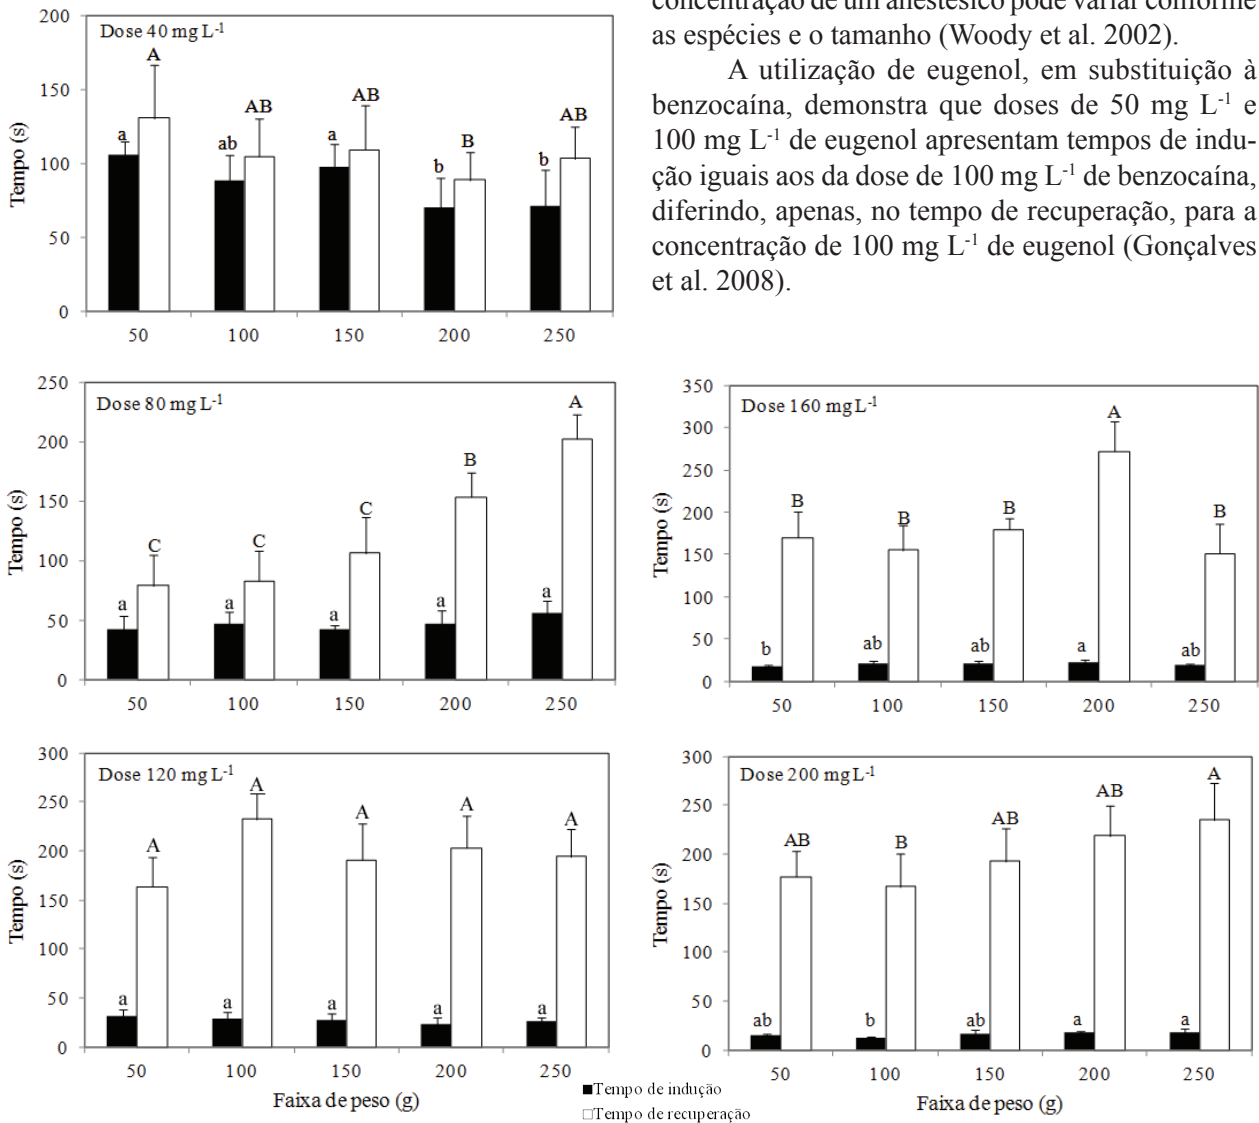 concentração de um anestésico pode variar conforme
as espécies e o tamanho (Woody et al. 2002).
A utilização de eugenol, em substituição à
benzocaína, demonstra que doses de 50 mg L-1 e
100 mg L-1 de eugenol apresentam tempos de indu-
ção iguais aos da dose de 100 mg L-1 de benzocaína,
diferindo, apenas, no tempo de recuperação, para a
concentração de 100 mg L-1 de eugenol (Gonçalves
et al. 2008).
Dose 40 mg L-1
Tempo (s)
200
150
100
50
0
a A
ab AB
a AB
b B
b AB
50 100 150 200 250
Dose 80 mg L-1
Tempo (s)
250
200
150
100
50
0
a C
a C
a C
a B
a A
50 100 150 200 250
Dose 160 mg L-1
Tempo (s)
350
300
250
200
150
100
50
0
b B
ab B
ab B
a A
ab B
50 100 150 200 250
Dose 120 mg L-1
Tempo (s)
300
250
200
150
100
50
0
a A
a A
a A
a A
a A
50 100 150 200 250
Faixa de peso (g)
Dose 200 mg L-1
Tempo (s)
300
250
200
150
100
50
0
ab AB
b B
ab AB
a AB
a A
50 100 150 200 250
Faixa de peso (g)
Tempo de indução
Tempo de recuperação